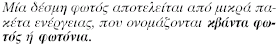 Μία δέσμη φωτός αποτελείται από μικρά πα-
κέτα ενέργειας, που ονομάζονται κβάντα φω-
τός ή φωτόνια.